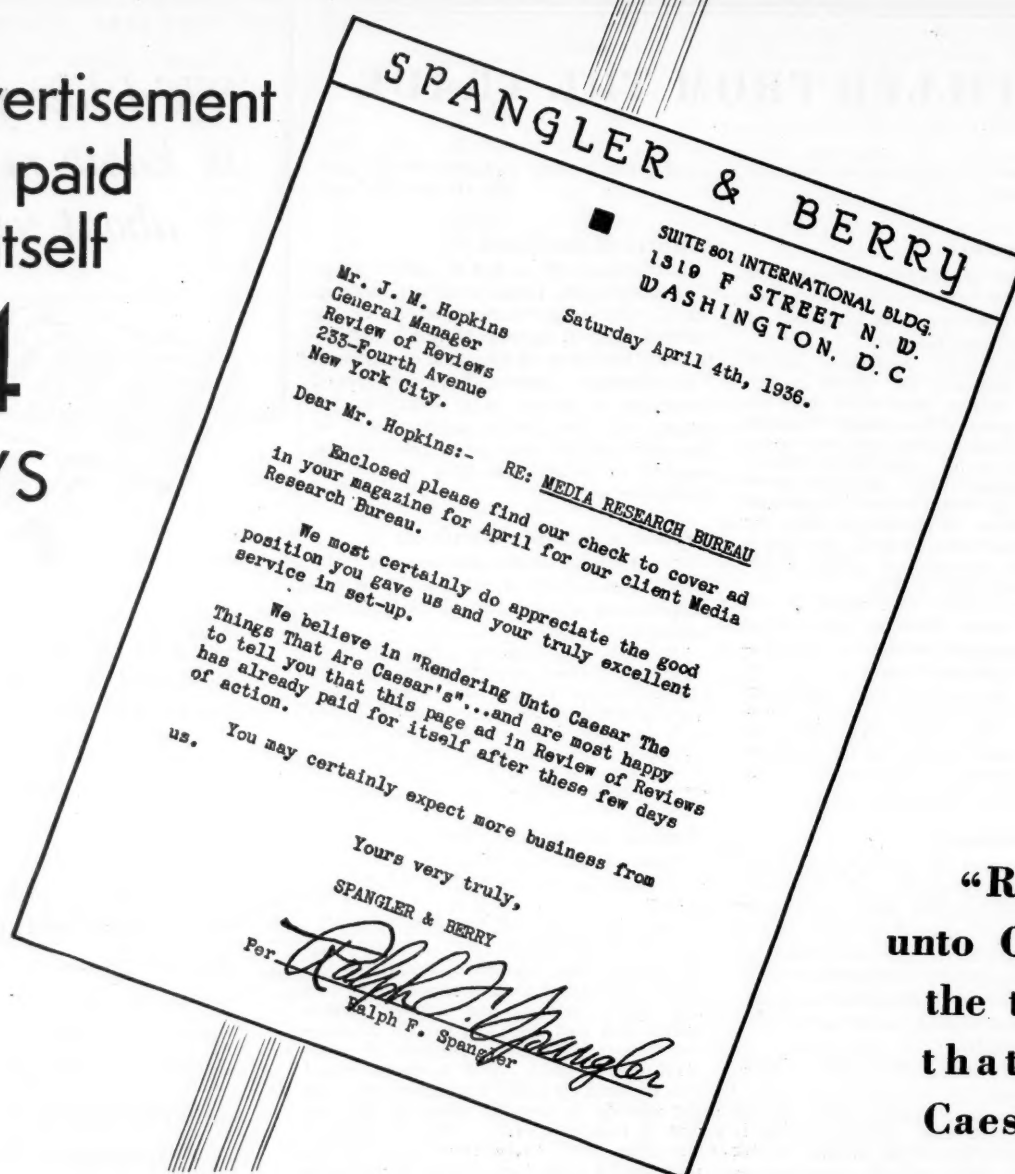 vertisement
paid
tself
4
ys
SPANGLER & BERRY
SUITE 801 INTERNATIONAL BLDG.
1319 F STREET N. W.
WASHINGTON, D. C
Saturday April 4th, 1936.
Mr. J. M. Hopkins
General Manager
Review of Reviews
233-Fourth Avenue
New York City.
Dear Mr. Hopkins:-
RE: MEDIA RESEARCH BUREAU
Enclosed please find our check to cover ad
in your magazine for April for our client Media
Research Bureau.
We most certainly do appreciate the good
position you gave us and your truly excellent
service in set-up.
We believe in "Rendering Unto Caesar The
Things That Are Caesar's"...and are most happy
to tell you that this page ad in Review of Reviews
has already paid for itself after these few days
of action.
You may certainly expect more business from
us.
Yours very truly,
SPANGLER & BERRY
Per Ralph F. Spangler
Ralph F. Spangler
"R
unto C
the t
that
Caes